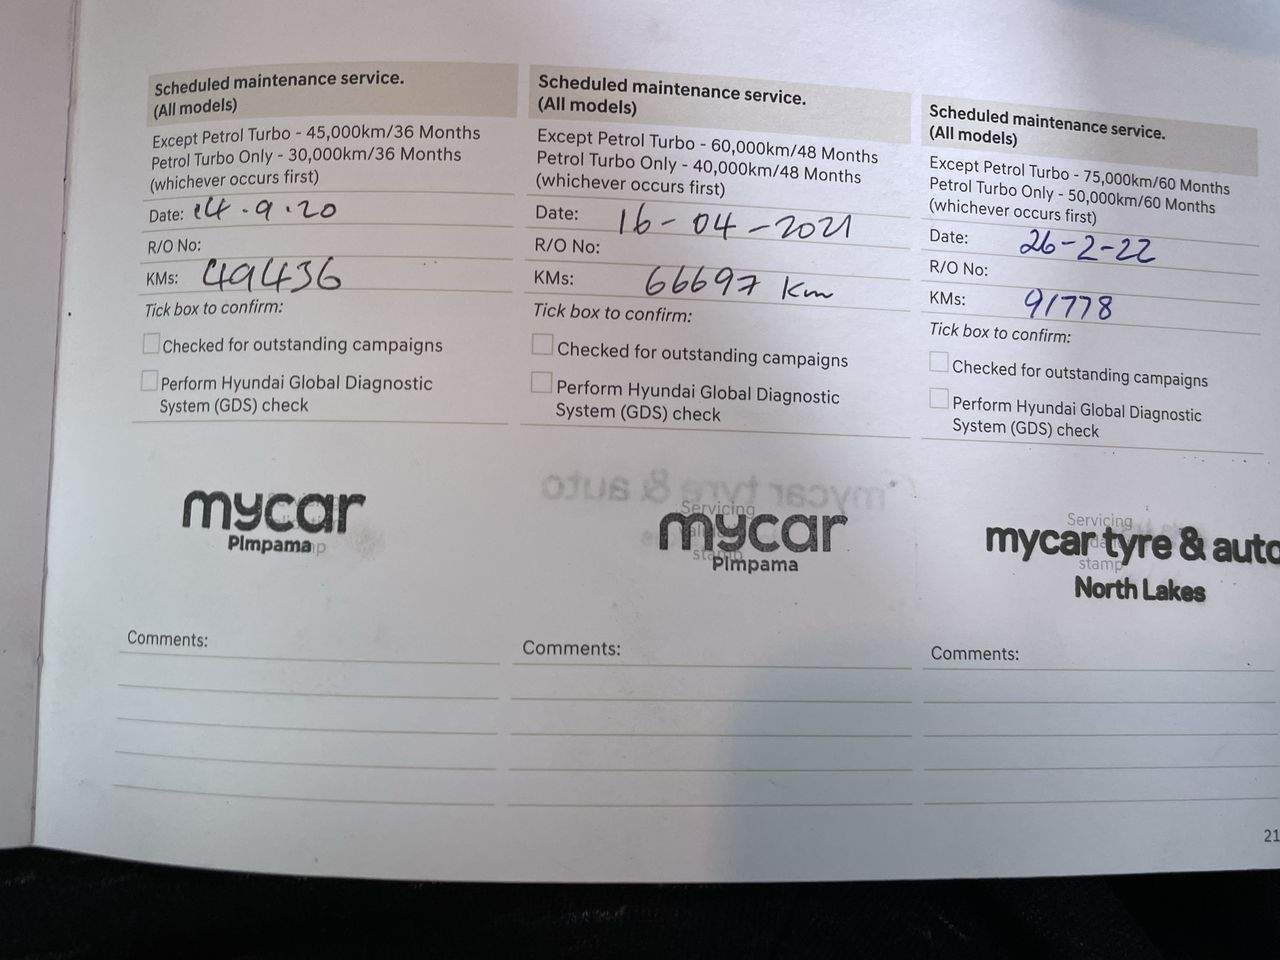 Scheduled maintenance service.
(All models)
Except Petrol Turbo - 45,000km/36 Months
Petrol Turbo Only - 30,000km/36 Months
(whichever occurs first)
Date: 14.9.20
R/O No:
KMs: 49436
Tick box to confirm:
Checked for outstanding campaigns
Perform Hyundai Global Diagnostic
System (GDS) check
mycar
Pimpama
Comments:
Scheduled maintenance service.
(All models)
Except Petrol Turbo - 60,000km/48 Months
Petrol Turbo Only - 40,000km/48 Months
(whichever occurs first)
Date: 16-04-2021
R/O No:
KMs: 66697 Km
Tick box to confirm:
Checked for outstanding campaigns
Perform Hyundai Global Diagnostic
System (GDS) check
mycar tyre & auto
Servicing
mycar
stamp
Pimpama
Comments:
Scheduled maintenance service.
(All models)
Except Petrol Turbo - 75,000km/60 Months
Petrol Turbo Only - 50,000km/60 Months
(whichever occurs first)
Date: 26-2-22
R/O No:
KMs: 91778
Tick box to confirm:
Checked for outstanding campaigns
Perform Hyundai Global Diagnostic
System (GDS) check
Servicing
mycar tyre & auto
stamp
North Lakes
Comments:
21